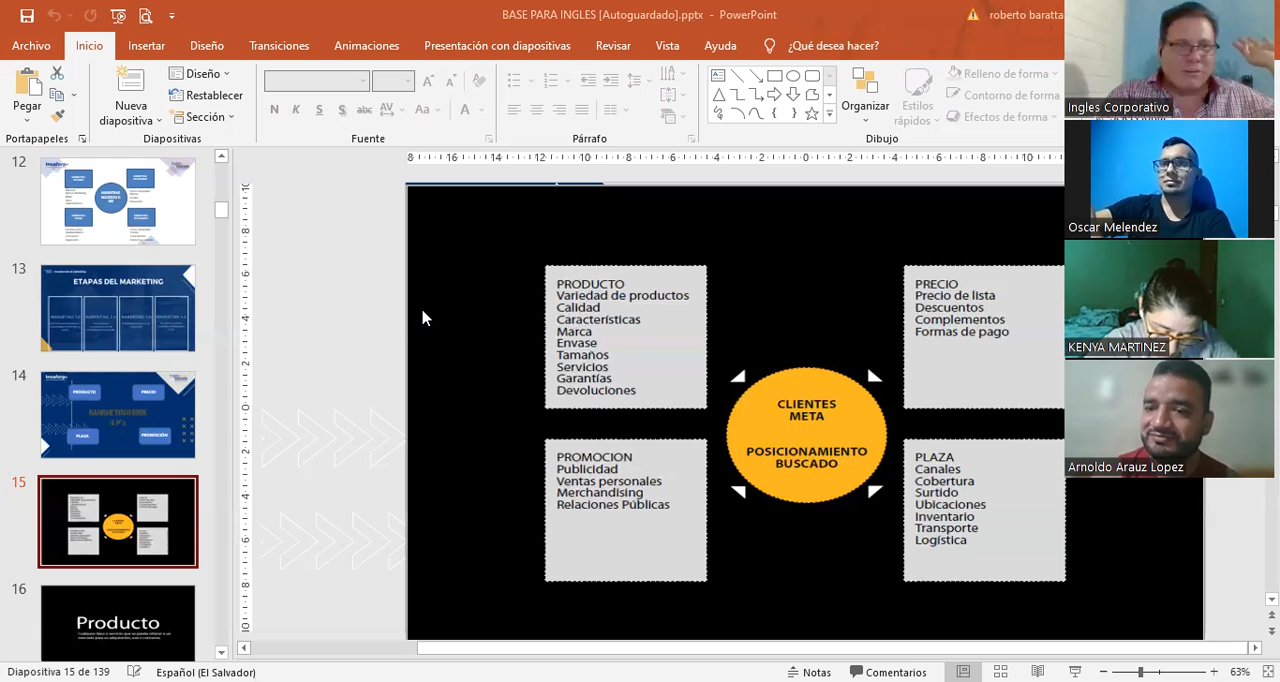 BASE PARA INGLES [Autoguardado].pptx - PowerPoint
roberto baratta
Archivo
Inicio
Insertar
Diseño
Transiciones
Animaciones
Presentación con diapositivas
Revisar
Vista
Ayuda
¿Qué desea hacer?
Pegar
Nueva
diapositiva
Diseño
Restablecer
Sección
N K S S abc AV Aa A
Organizar
Estilos
rápidos
Relleno de forma
Contorno de forma
Efectos de forma
Portapapeles
Diapositivas
Fuente
Párrafo
Dibujo
Ingles Corporativo
Oscar Melendez
KENYA MARTINEZ
Arnoldo Arauz Lopez
12
13
ETAPAS DEL MARKETING
14
PRODUCTO
PRECIO
PLAZA
PROMOCIÓN
15
16
Producto
PRODUCTO
Variedad de productos
Calidad
Características
Marca
Envase
Tamaños
Servicios
Garantías
Devoluciones
PRECIO
Precio de lista
Descuentos
Complementos
Formas de pago
CLIENTES
META
POSICIONAMIENTO
BUSCADO
PROMOCION
Publicidad
Ventas personales
Merchandising
Relaciones Públicas
PLAZA
Canales
Cobertura
Surtido
Ubicaciones
Inventario
Transporte
Logística
Diapositiva 15 de 139
Español (El Salvador)
Notas
Comentarios
63%